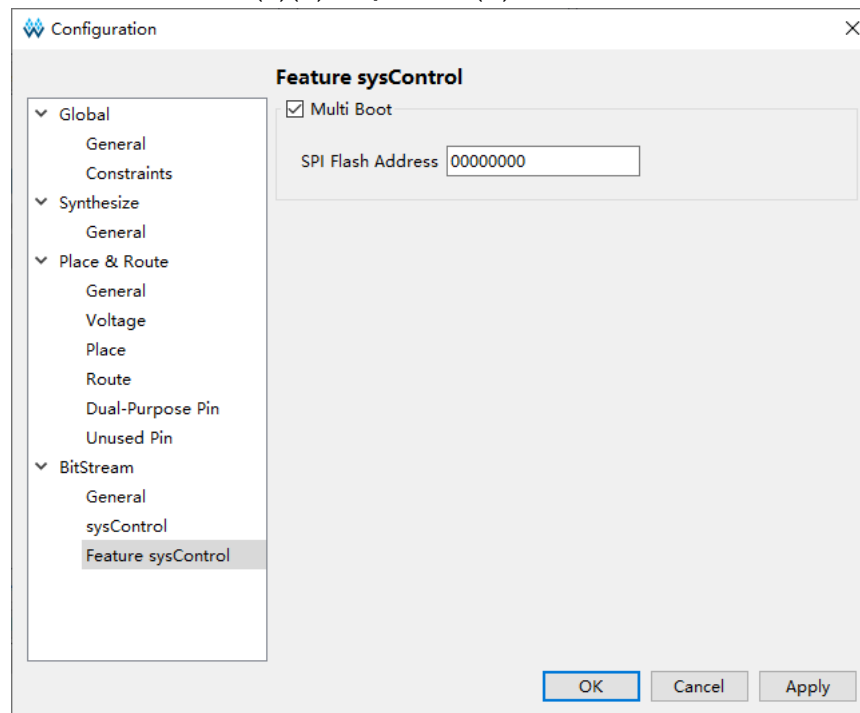 Configuration
Feature sysControl
Global
General
Constraints
Synthesize
General
Place & Route
General
Voltage
Place
Route
Dual-Purpose Pin
Unused Pin
BitStream
General
sysControl
Feature sysControl
Multi Boot
SPI Flash Address 00000000
OK Cancel Apply